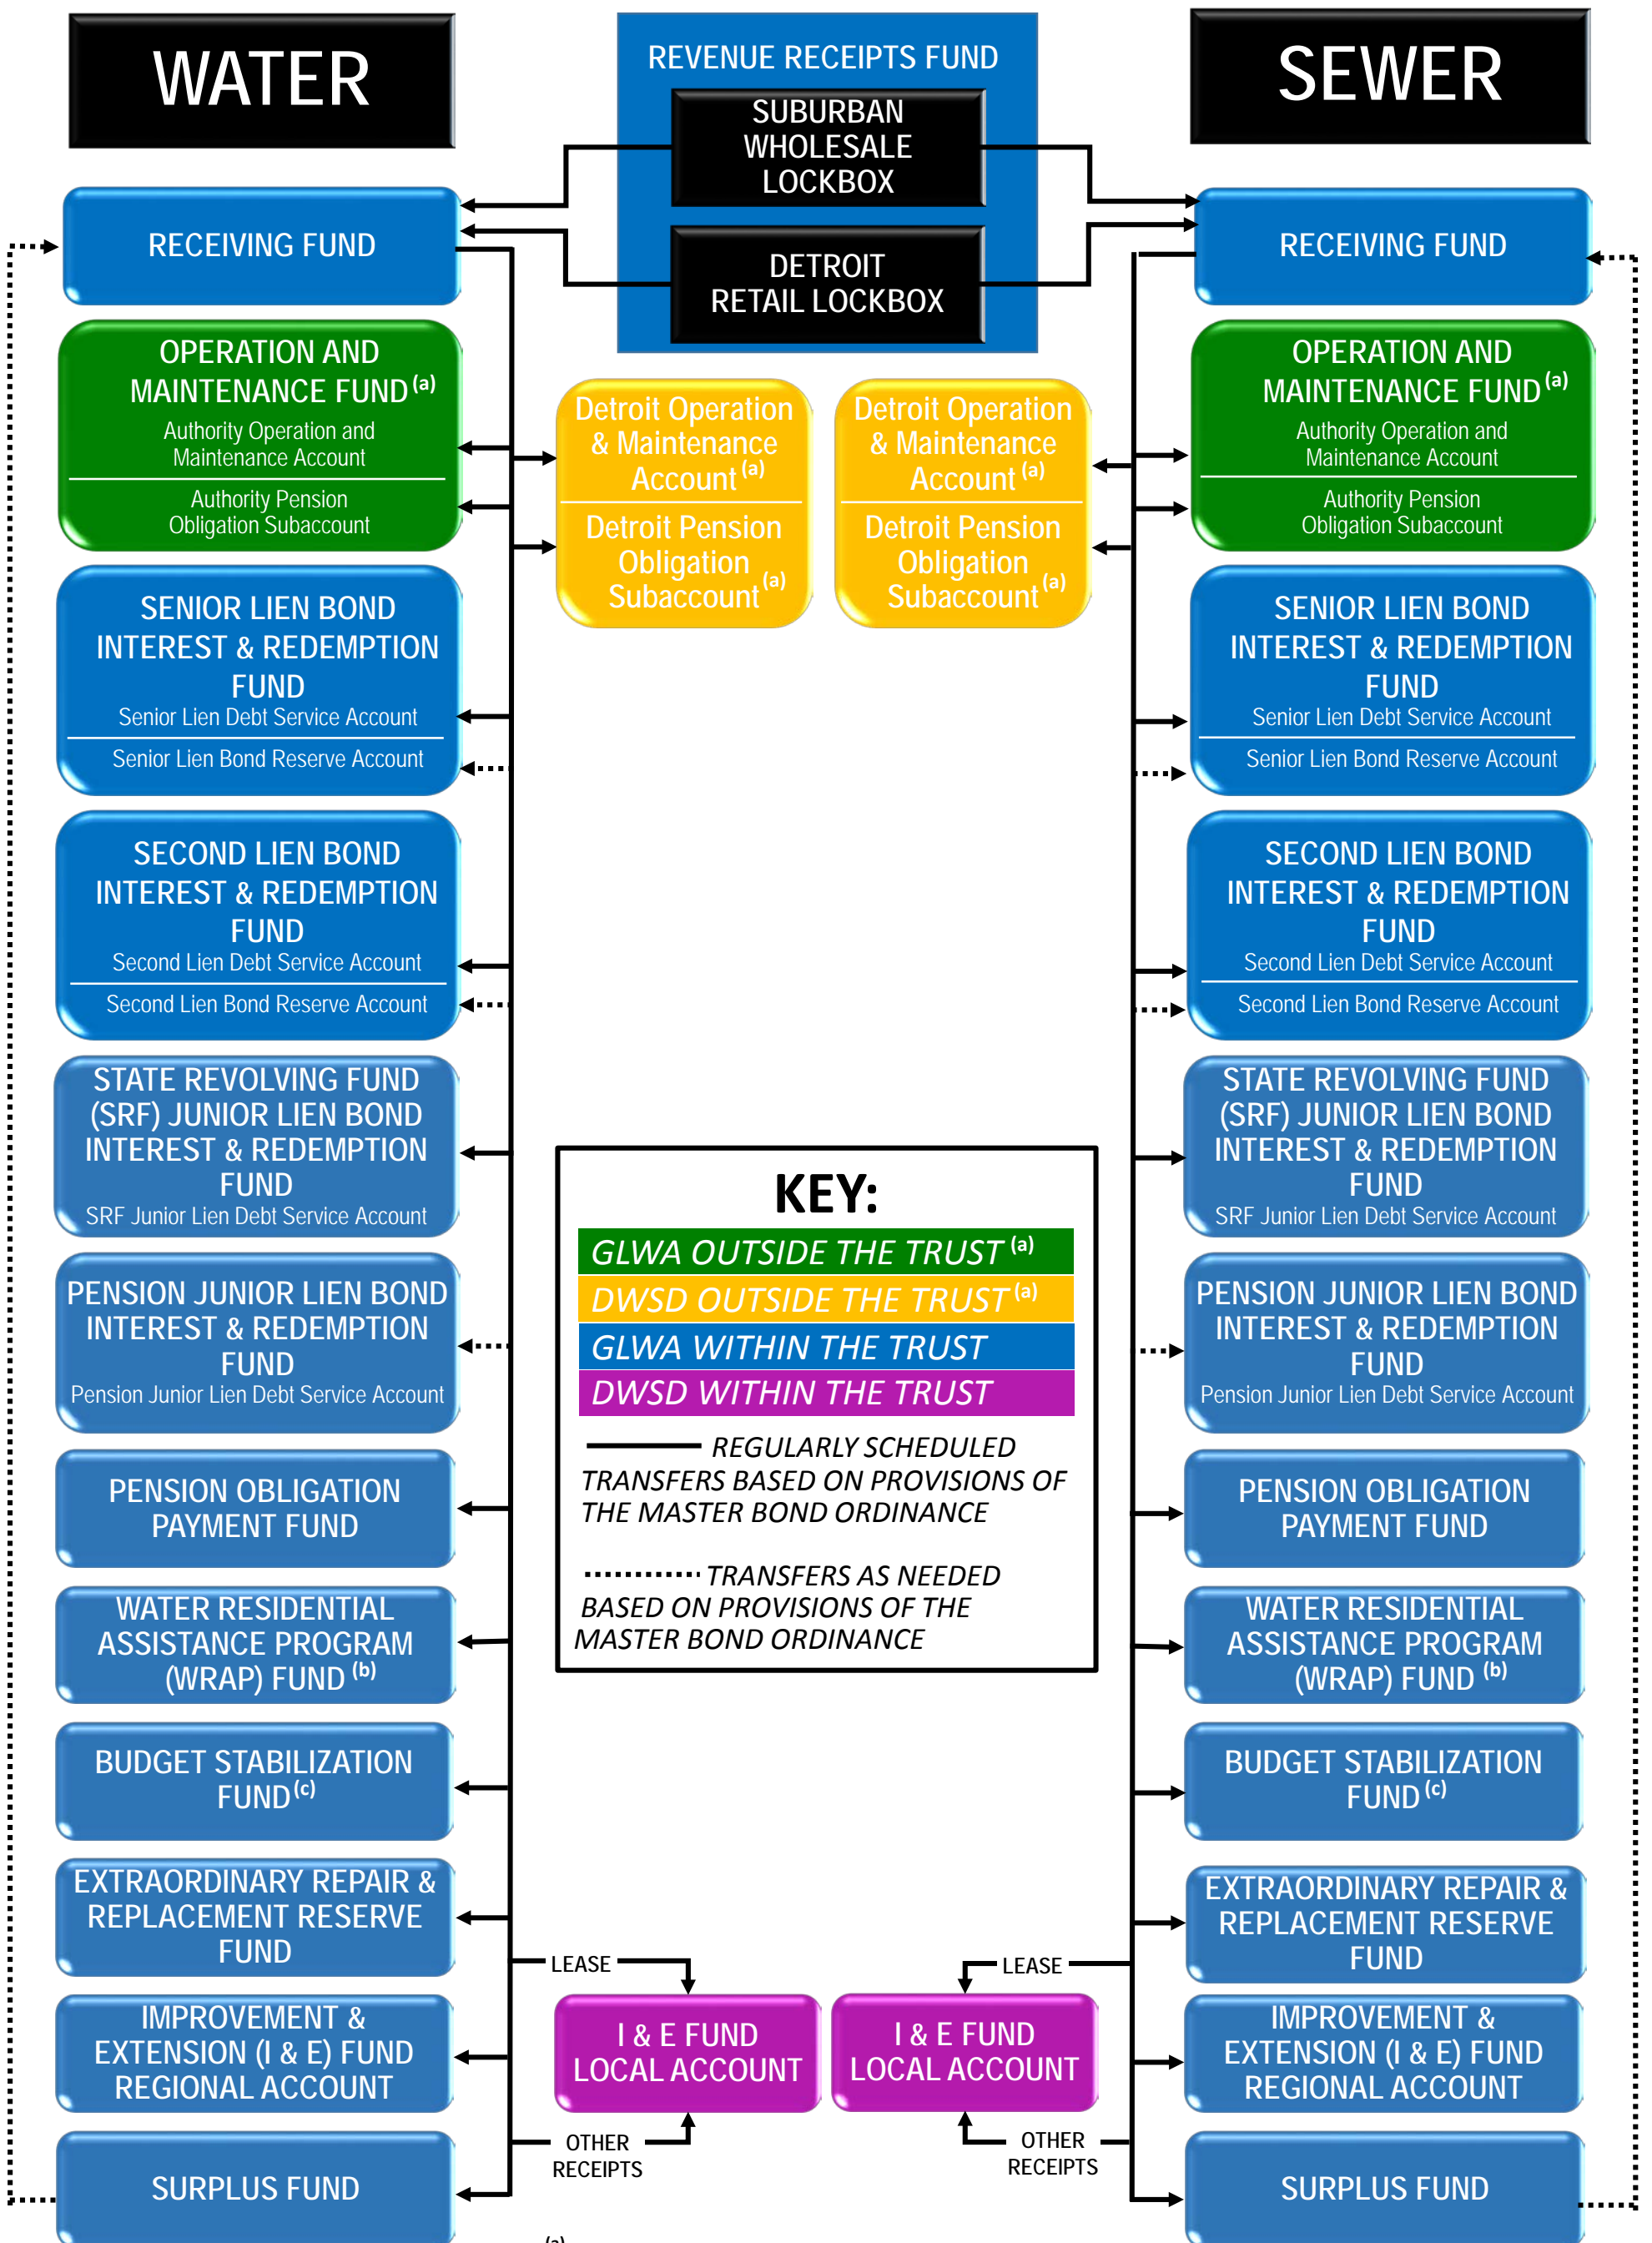 WATER
REVENUE RECEIPTS FUND
SUBURBAN
WHOLESALE
LOCKBOX
DETROIT
RETAIL LOCKBOX
SEWER
RECEIVING FUND
OPERATION AND
MAINTENANCE FUND (a)
Authority Operation and
Maintenance Account
Authority Pension
Obligation Subaccount
SENIOR LIEN BOND
INTEREST & REDEMPTION
FUND
Senior Lien Debt Service Account
Senior Lien Bond Reserve Account
SECOND LIEN BOND
INTEREST & REDEMPTION
FUND
Second Lien Debt Service Account
Second Lien Bond Reserve Account
STATE REVOLVING FUND
(SRF) JUNIOR LIEN BOND
INTEREST & REDEMPTION
FUND
SRF Junior Lien Debt Service Account
PENSION JUNIOR LIEN BOND
INTEREST & REDEMPTION
FUND
Pension Junior Lien Debt Service Account
PENSION OBLIGATION
PAYMENT FUND
WATER RESIDENTIAL
ASSISTANCE PROGRAM
(WRAP) FUND (b)
BUDGET STABILIZATION
FUND (c)
EXTRAORDINARY REPAIR &
REPLACEMENT RESERVE
FUND
IMPROVEMENT &
EXTENSION (I & E) FUND
REGIONAL ACCOUNT
SURPLUS FUND
Detroit Operation
& Maintenance
Account (a)
Detroit Pension
Obligation
Subaccount (a)
Detroit Operation
& Maintenance
Account (a)
Detroit Pension
Obligation
Subaccount (a)
KEY:
GLWA OUTSIDE THE TRUST (a)
DWSD OUTSIDE THE TRUST (a)
GLWA WITHIN THE TRUST
DWSD WITHIN THE TRUST
REGULARLY SCHEDULED
TRANSFERS BASED ON PROVISIONS OF
THE MASTER BOND ORDINANCE
TRANSFERS AS NEEDED
BASED ON PROVISIONS OF THE
MASTER BOND ORDINANCE
LEASE
I & E FUND
LOCAL ACCOUNT
OTHER
RECEIPTS
LEASE
I & E FUND
LOCAL ACCOUNT
OTHER
RECEIPTS
RECEIVING FUND
OPERATION AND
MAINTENANCE FUND (a)
Authority Operation and
Maintenance Account
Authority Pension
Obligation Subaccount
SENIOR LIEN BOND
INTEREST & REDEMPTION
FUND
Senior Lien Debt Service Account
Senior Lien Bond Reserve Account
SECOND LIEN BOND
INTEREST & REDEMPTION
FUND
Second Lien Debt Service Account
Second Lien Bond Reserve Account
STATE REVOLVING FUND
(SRF) JUNIOR LIEN BOND
INTEREST & REDEMPTION
FUND
SRF Junior Lien Debt Service Account
PENSION JUNIOR LIEN BOND
INTEREST & REDEMPTION
FUND
Pension Junior Lien Debt Service Account
PENSION OBLIGATION
PAYMENT FUND
WATER RESIDENTIAL
ASSISTANCE PROGRAM
(WRAP) FUND (b)
BUDGET STABILIZATION
FUND (c)
EXTRAORDINARY REPAIR &
REPLACEMENT RESERVE
FUND
IMPROVEMENT &
EXTENSION (I & E) FUND
REGIONAL ACCOUNT
SURPLUS FUND